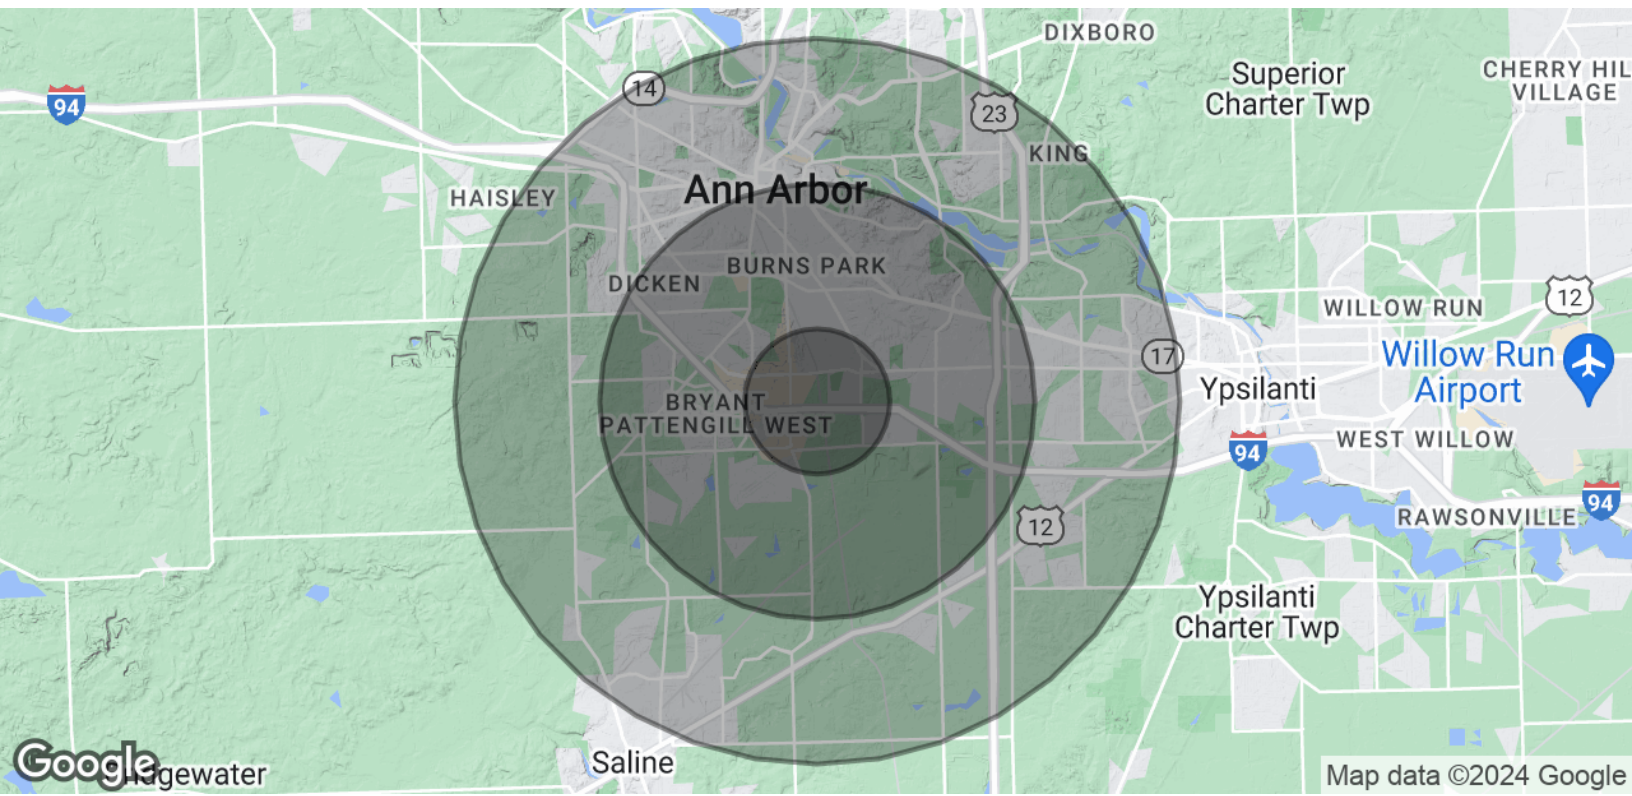 DIXBORO
Superior
Charter Twp
CHERRY HIL
VILLAGE
94
14
23
KING
HAISLEY
Ann Arbor
BURNS PARK
DICKEN
12
WILLOW RUN
Willow Run
Airport
17
Ypsilanti
BRYANT
PATTENGILL WEST
94
WEST WILLOW
94
RAWSONVILLE
12
Ypsilanti
Charter Twp
Saline
Google
dgewater
Map data ©2024 Google